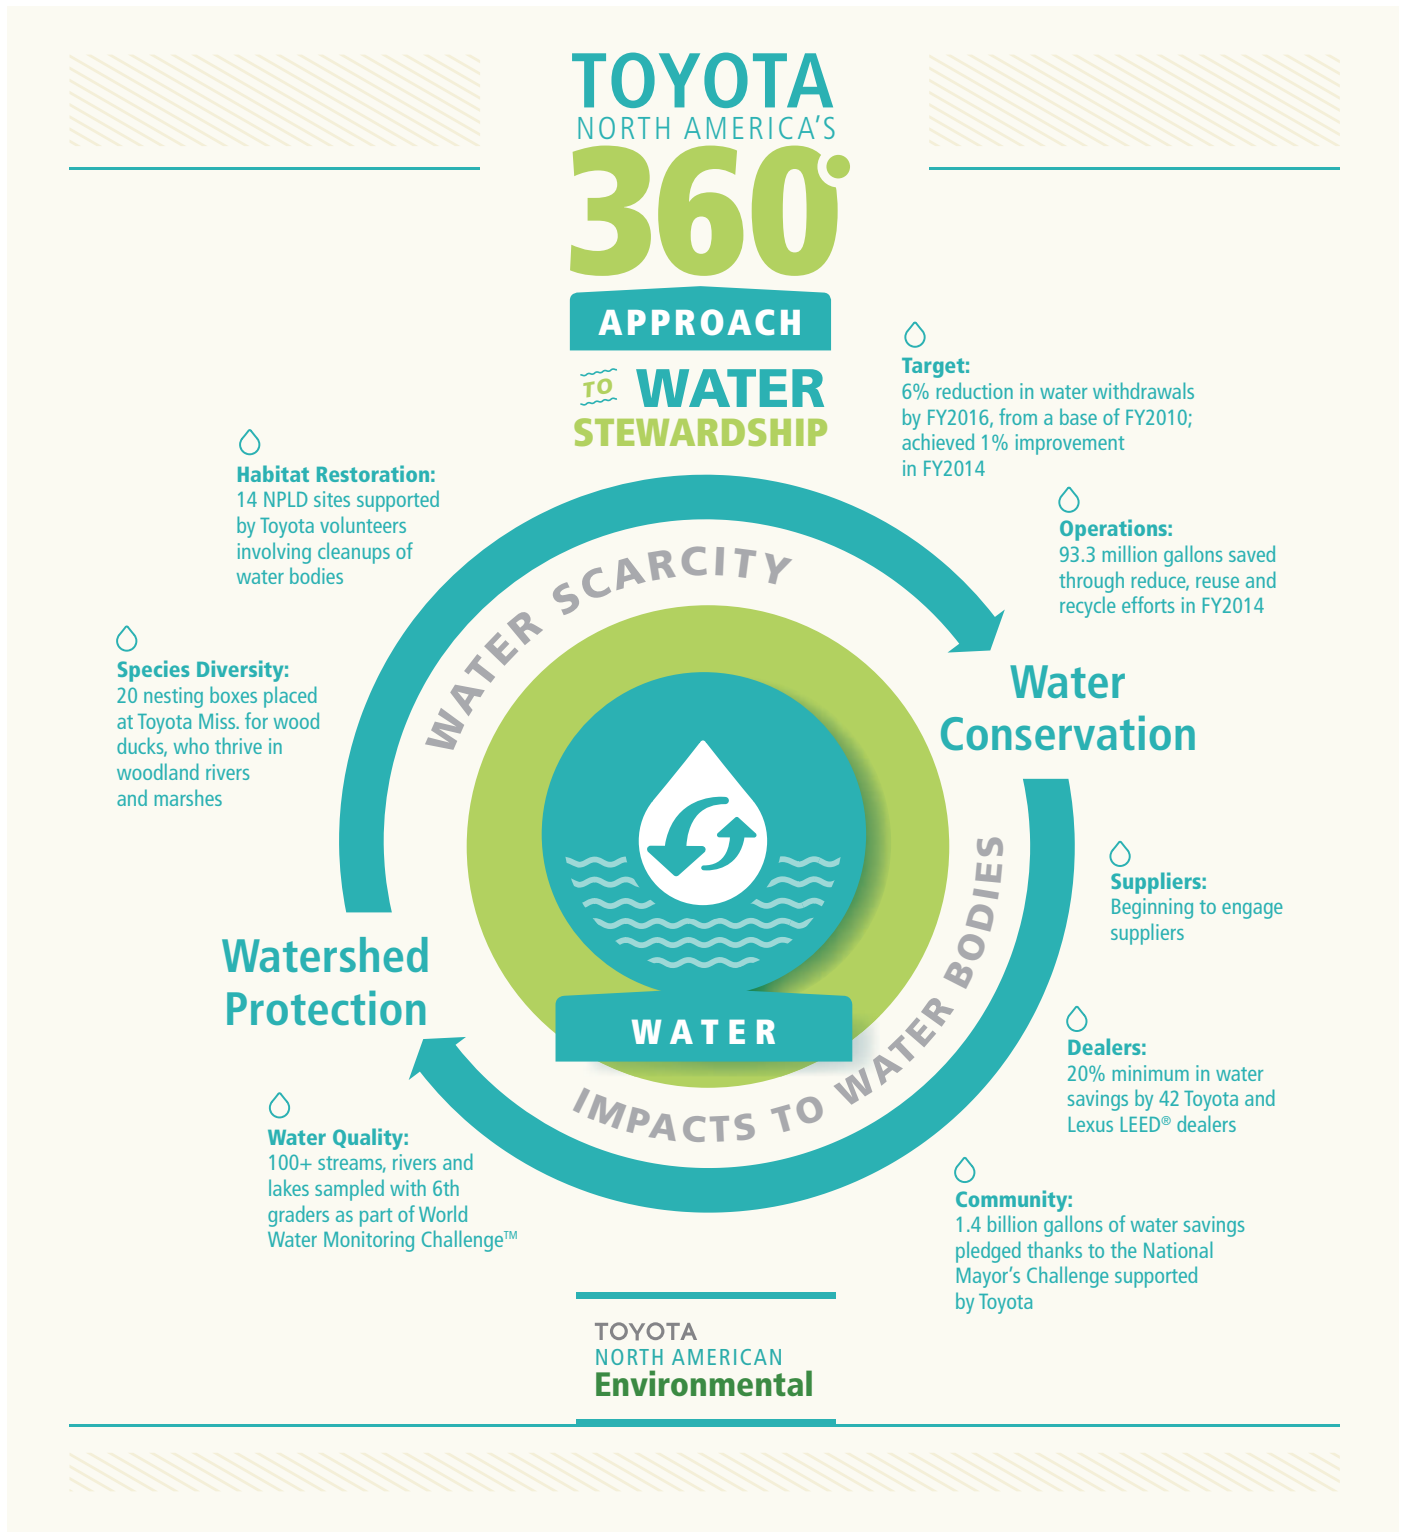 TOYOTA
NORTH AMERICA'S
360°
APPROACH
TO WATER
STEWARDSHIP
Target:
6% reduction in water withdrawals
by FY2016, from a base of FY2010;
achieved 1% improvement
in FY2014
Operations:
93.3 million gallons saved
through reduce, reuse and
recycle efforts in FY2014
Water
Conservation
Suppliers:
Beginning to engage
suppliers
Dealers:
20% minimum in water
savings by 42 Toyota and
Lexus LEED® dealers
Community:
1.4 billion gallons of water savings
pledged thanks to the National
Mayor's Challenge supported
by Toyota
Habitat Restoration:
14 NPLD sites supported
by Toyota volunteers
involving cleanups of
water bodies
Species Diversity:
20 nesting boxes placed
at Toyota Miss. for wood
ducks, who thrive in
woodland rivers
and marshes
Watershed
Protection
Water Quality:
100+ streams, rivers and
lakes sampled with 6th
graders as part of World
Water Monitoring Challenge™
WATER SCARCITY
WATER
IMPACTS TO WATER BODIES
TOYOTA
NORTH AMERICAN
Environmental